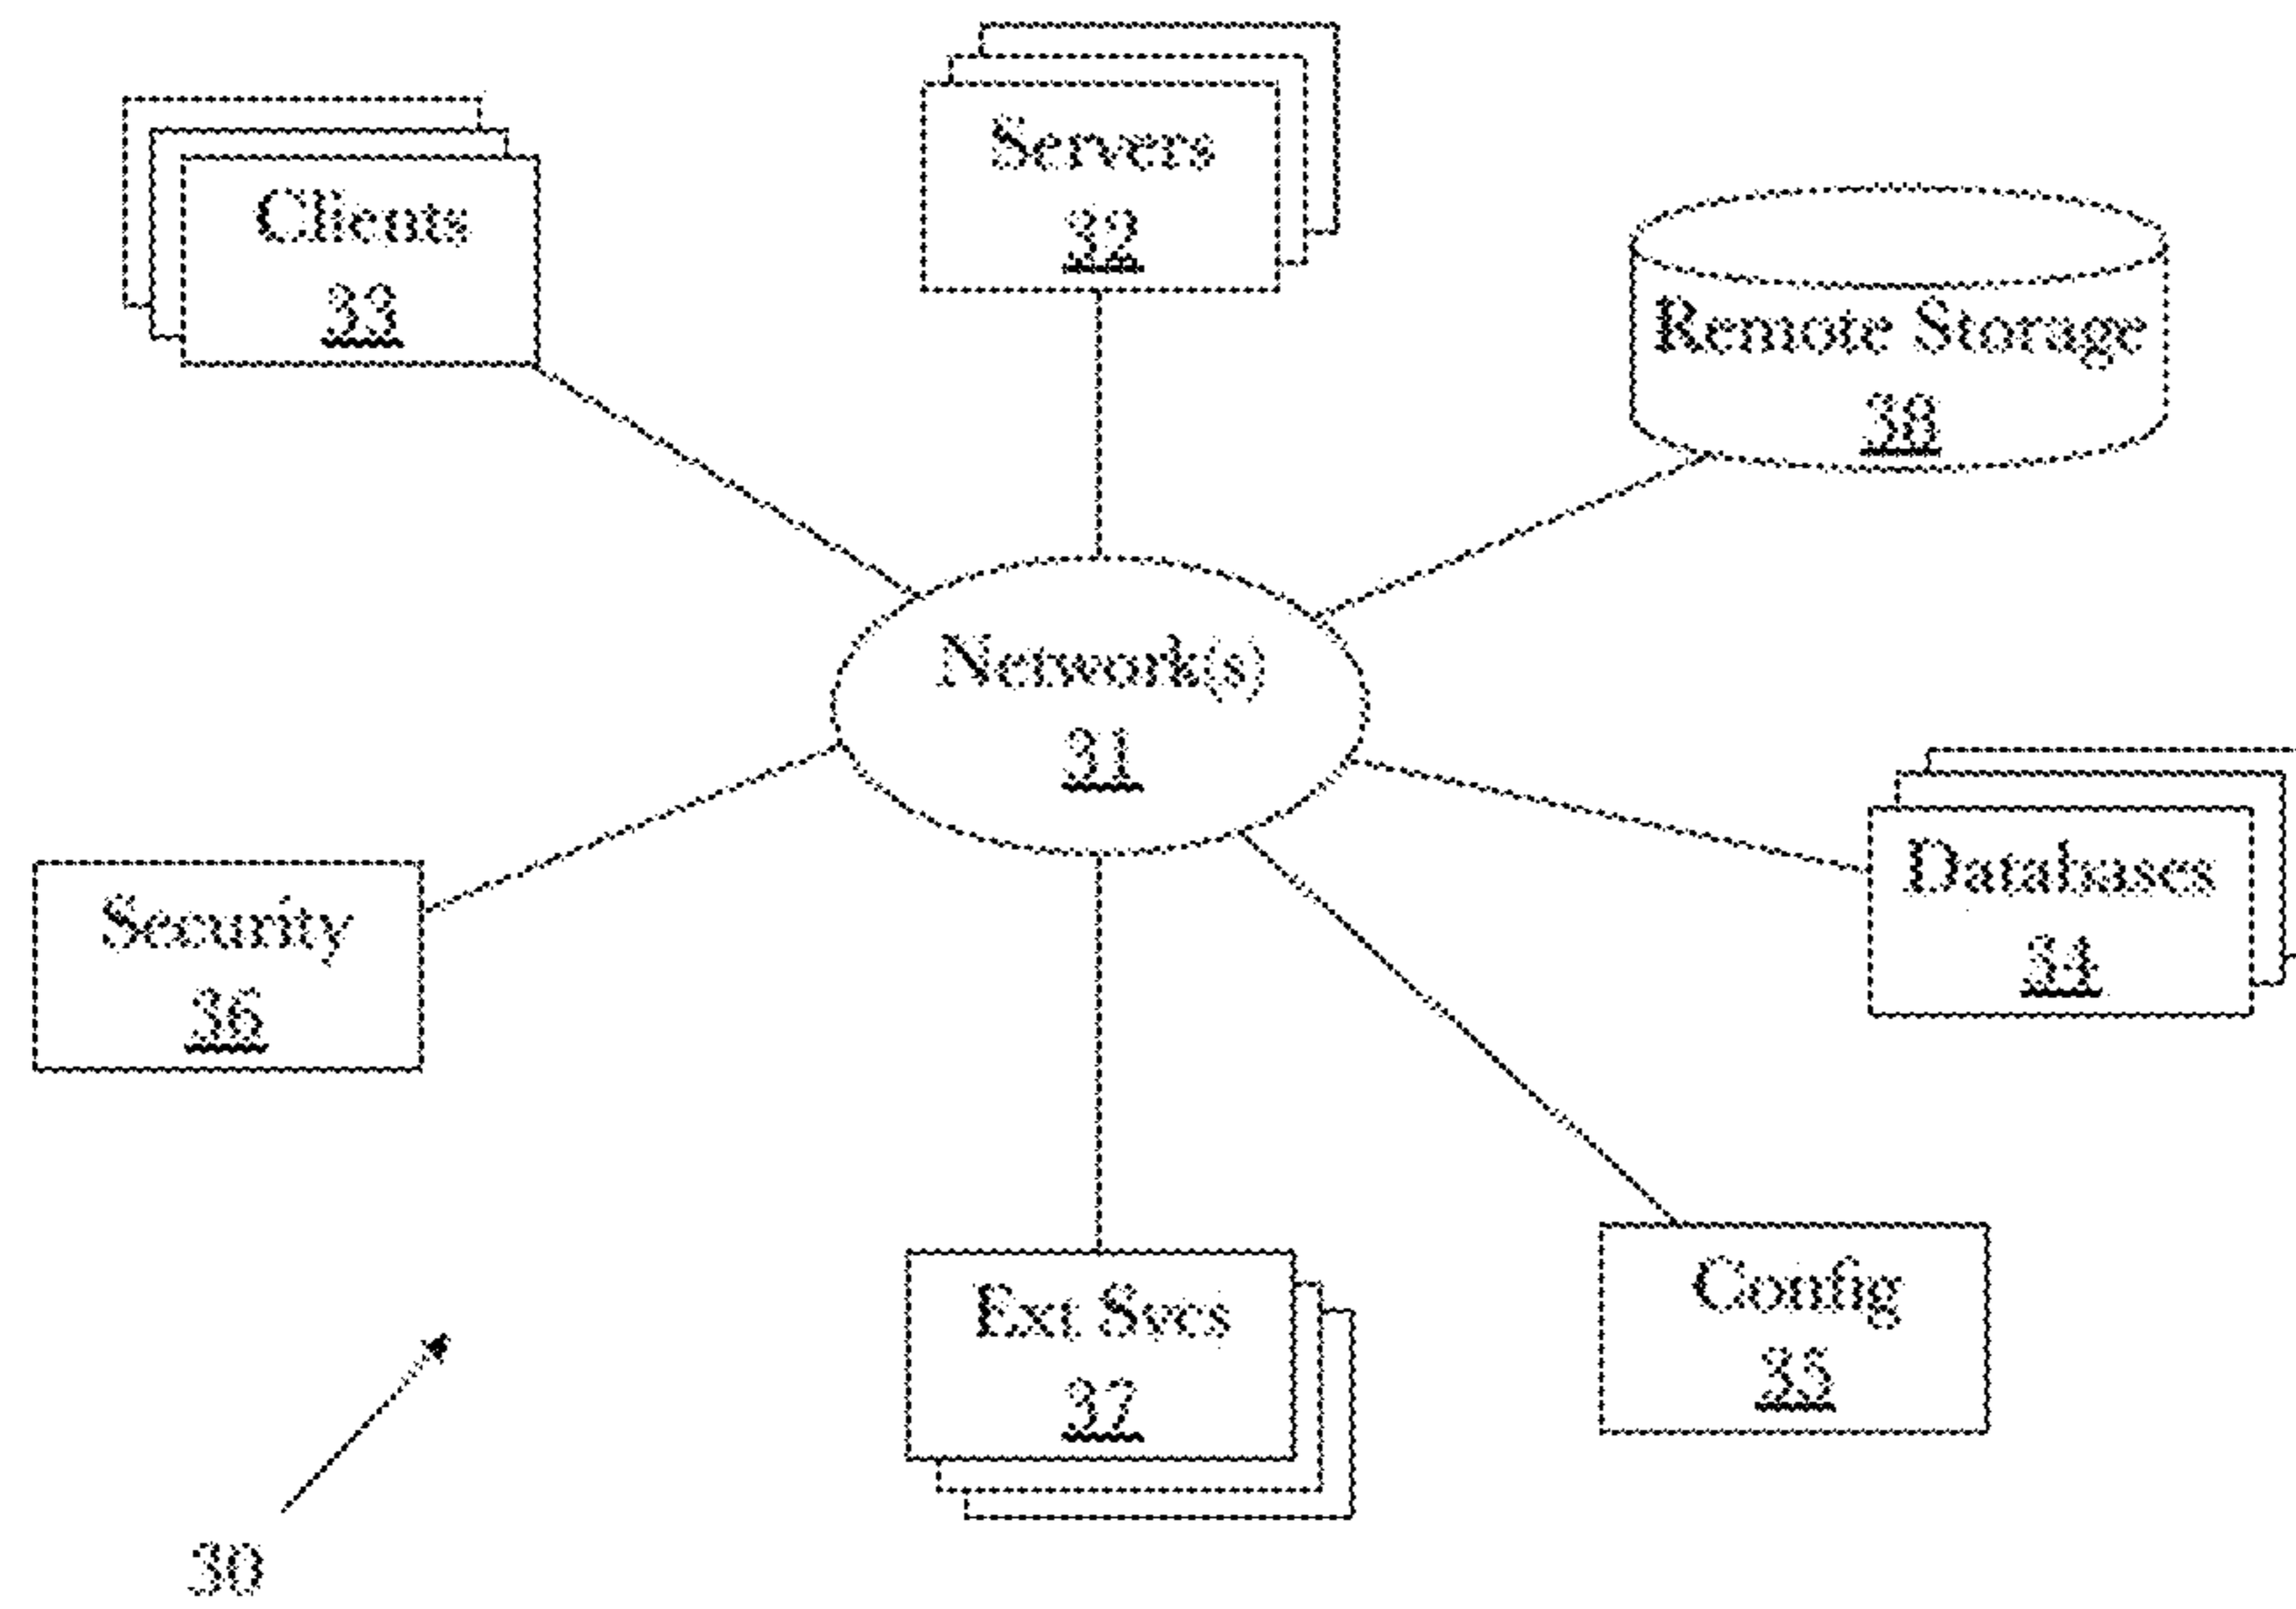 Servers
32
Clients
33
Remote Storage
38
Network(s)
31
Databases
34
Security
36
Ext Svcs
37
Config
35
30